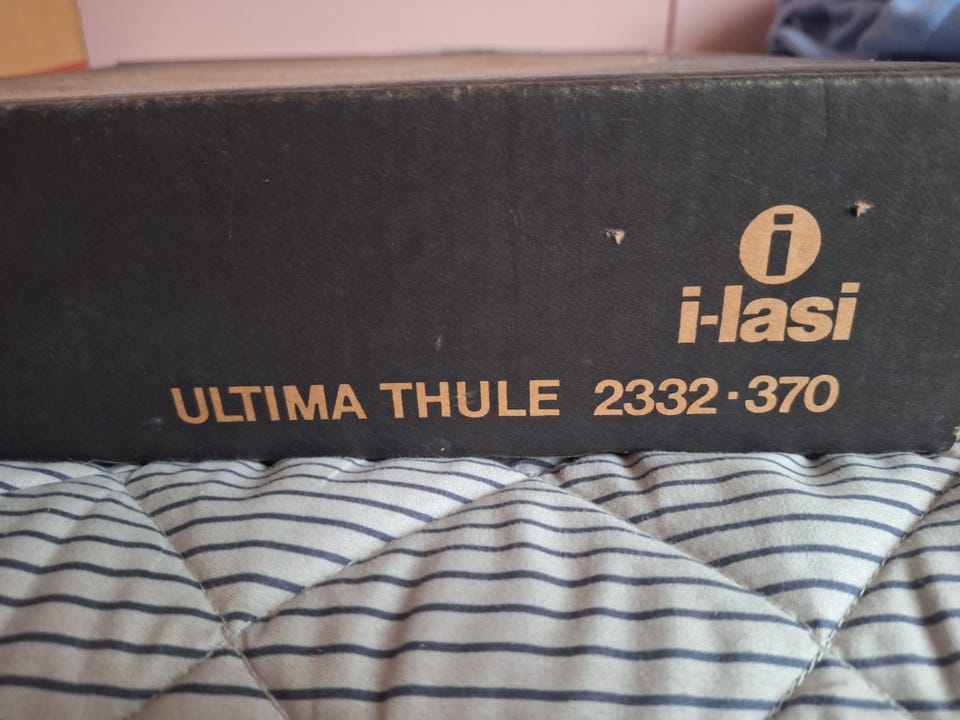 i
i-lasi
ULTIMA THULE 2332·370